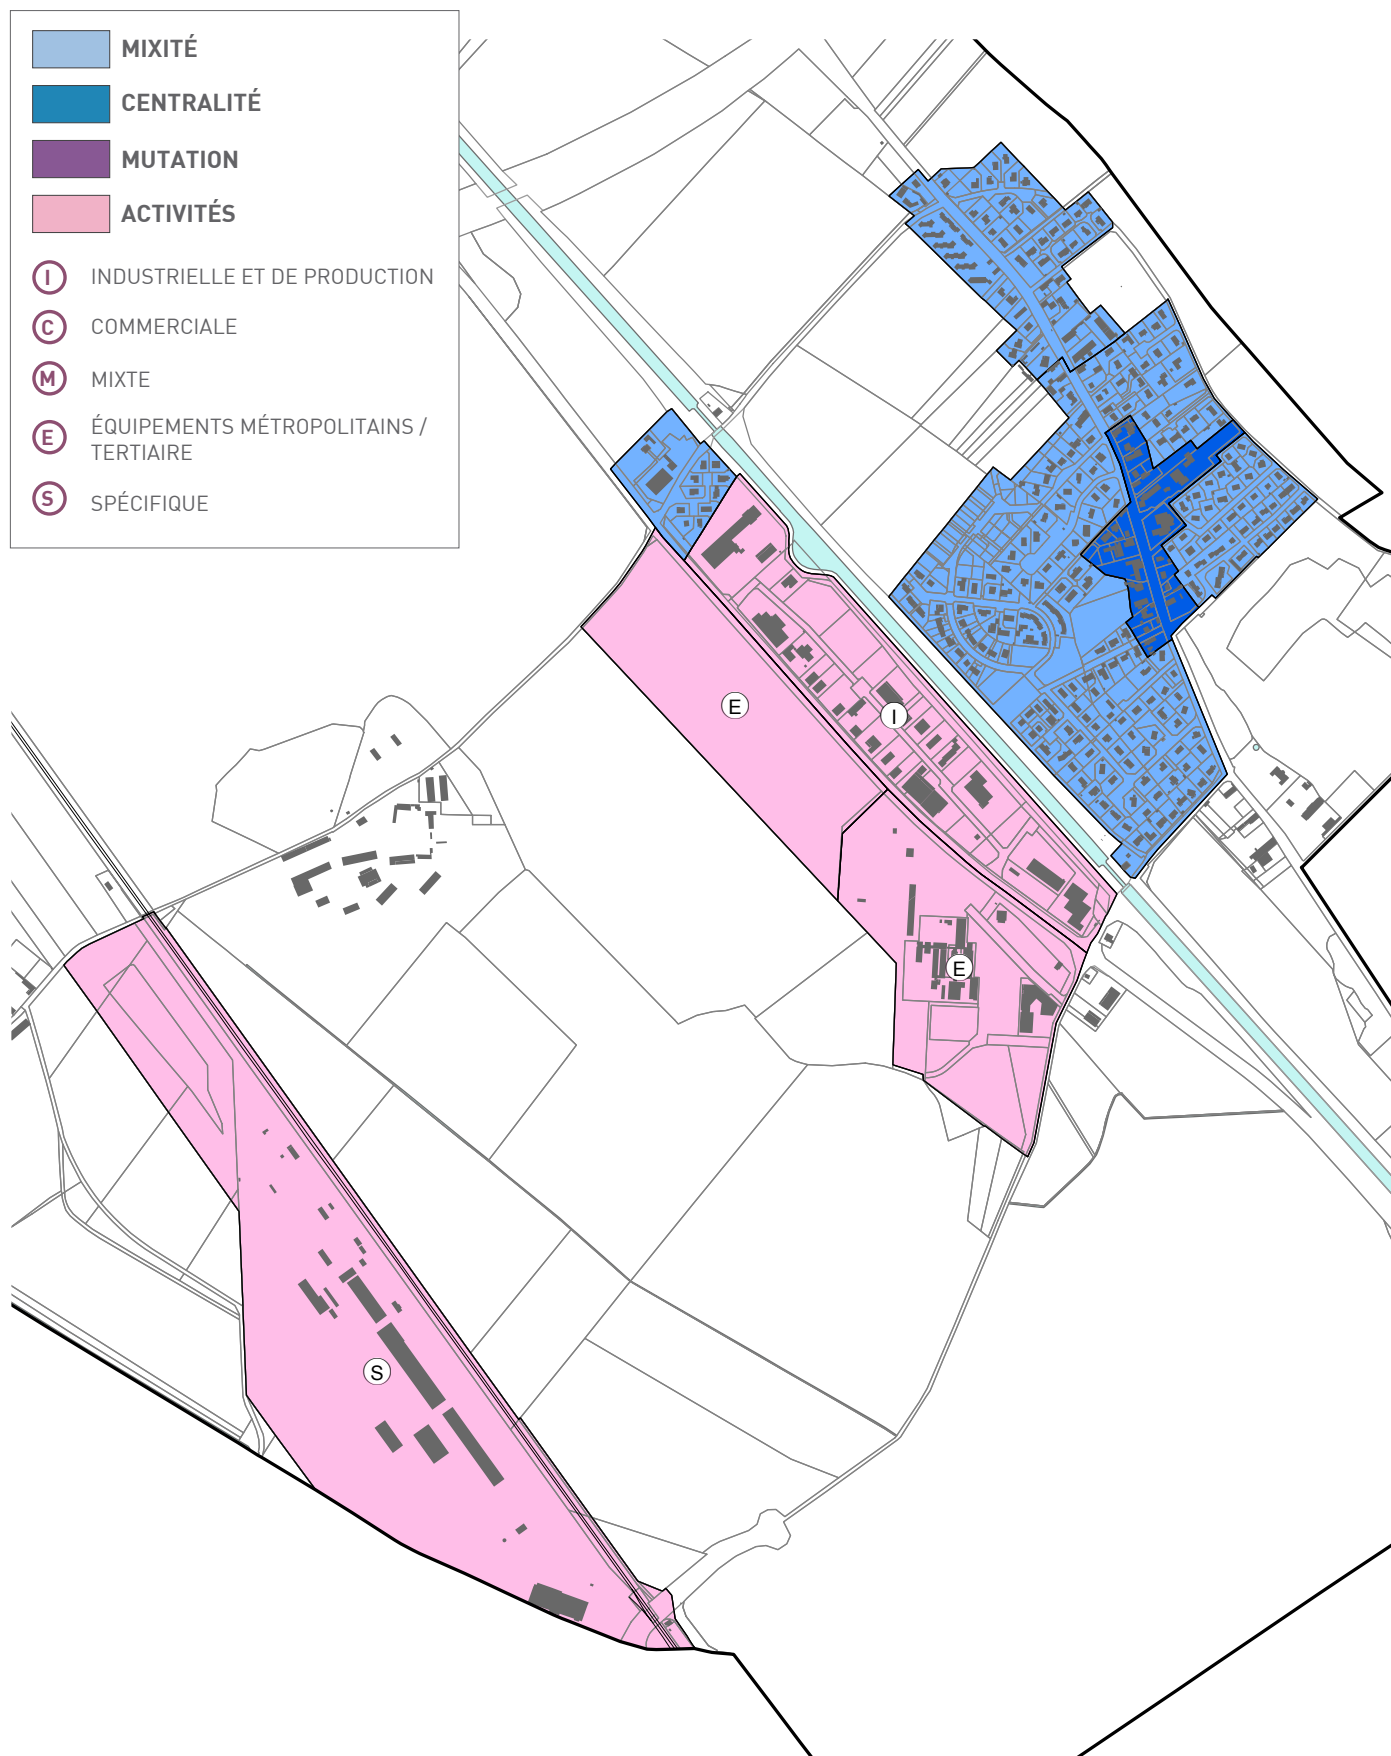 MIXITÉ
CENTRALITÉ
MUTATION
ACTIVITÉS
I INDUSTRIELLE ET DE PRODUCTION
C COMMERCIALE
M MIXTE
E ÉQUIPEMENTS MÉTROPOLITAINS /
TERTIAIRE
S SPÉCIFIQUE
E
I
E
S